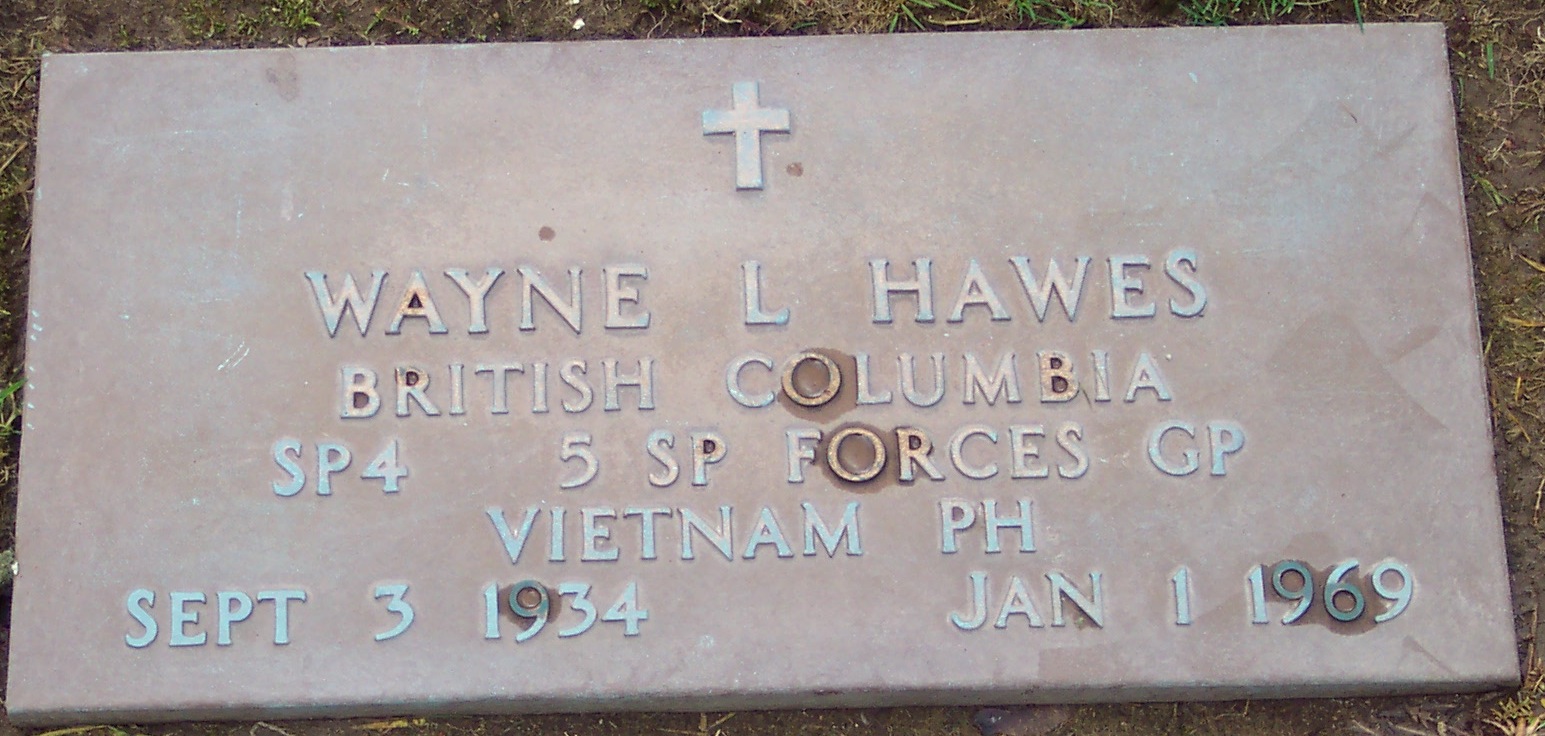 WAYNE L HAWES
BRITISH COLUMBIA
SP4 5 SP FORCES GP
VIETNAM PH
SEPT 3 1934 JAN 1 1969